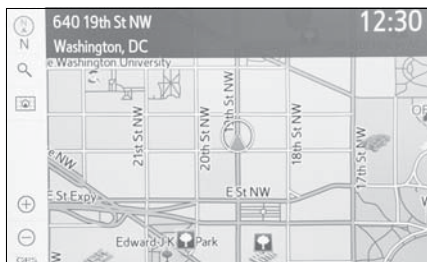 640 19th St NW
12:30
Washington, DC
N
e Washington University
21st St NW
20th St NW
19th St NW
18th St NW
17th St NW
e NW
E St Expy
E St NW
Edward J K Park